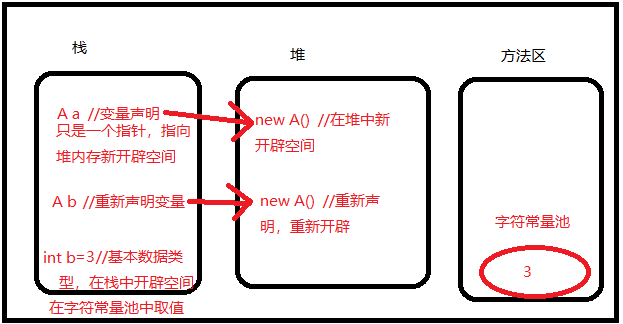 栈
堆
方法区
A a  //变量声明
只是一个指针，指向
堆内存新开辟空间
A b  //重新声明变量
int b=3//基本数据类
型，在栈中开辟空间
在字符常量池中取值
new A()  //在堆中新
开辟空间
new A()  //重新声
明，重新开辟
字符常量池
3